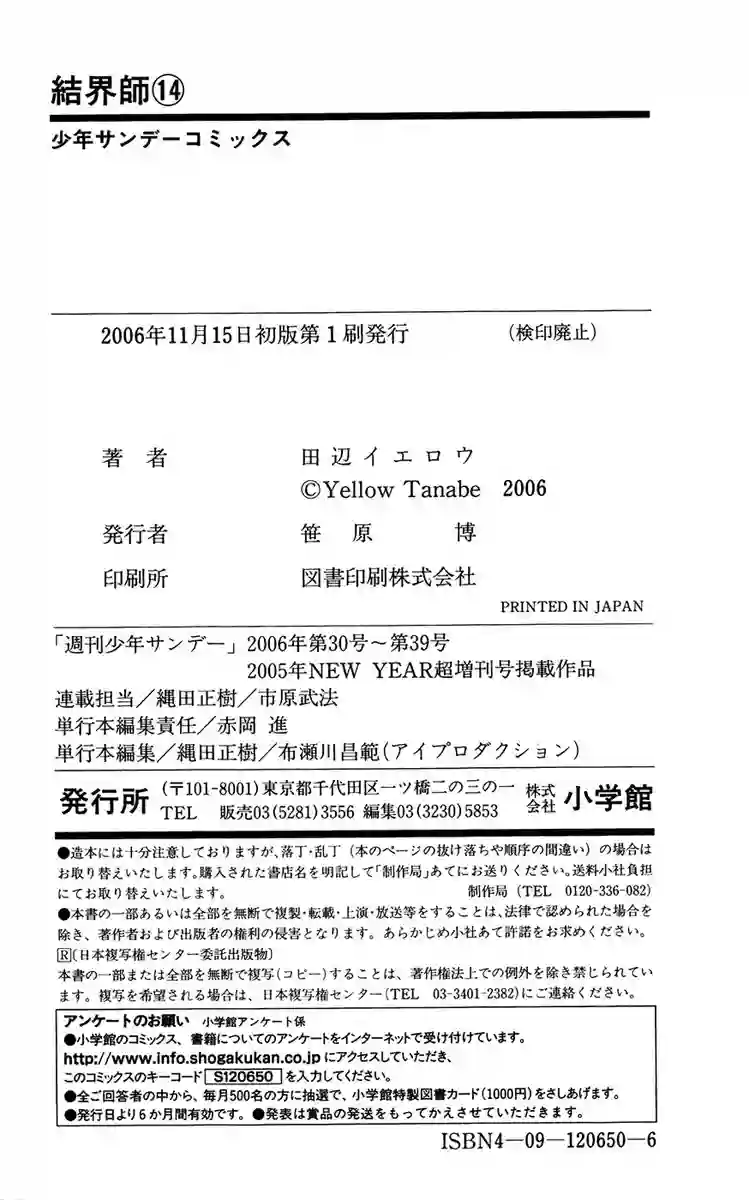 結界師⑭
少年サンデーコミックス
2006年11月15日初版第1刷発行 (検印廃止)
著者 田辺イエロウ
©Yellow Tanabe 2006
発行者 笹原 博
印刷所 図書印刷株式会社
PRINTED IN JAPAN
「週刊少年サンデー」2006年第30号〜第39号
2005年NEW YEAR超増刊号掲載作品
連載担当／縄田正樹／市原武法
単行本編集責任／赤岡 進
単行本編集／縄田正樹／布瀬川昌範(アイプロダクション)
発行所 (〒101-8001)東京都千代田区一ツ橋二の三の一 株式会社 小学館
TEL 販売03(5281)3556 編集03(3230)5853
●造本には十分注意しておりますが、落丁・乱丁（本のページの抜け落ちや順序の間違い）の場合は
お取り替えいたします。購入された書店名を明記して「制作局」あてにお送りください。送料小社負担
にてお取り替えいたします。 制作局（TEL 0120-336-082）
●本書の一部あるいは全部を無断で複製・転載・上演・放送等をすることは、法律で認められた場合を
除き、著作者および出版者の権利の侵害となります。あらかじめ小社あて許諾をお求めください。
R〔日本複写権センター委託出版物〕
本書の一部または全部を無断で複写(コピー)することは、著作権法上での例外を除き禁じられてい
ます。複写を希望される場合は、日本複写権センター(TEL 03-3401-2382)にご連絡ください。
アンケートのお願い 小学館アンケート係
●小学館のコミックス、書籍についてのアンケートをインターネットで受け付けています。
http://www.info.shogakukan.co.jp にアクセスしていただき、
このコミックスのキーコード S120650 を入力してください。
●全ご回答者の中から、毎月500名の方に抽選で、小学館特製図書カード(1000円)をさしあげます。
●発行日より6か月間有効です。●発表は賞品の発送をもってかえさせていただきます。
ISBN4—09—120650—6